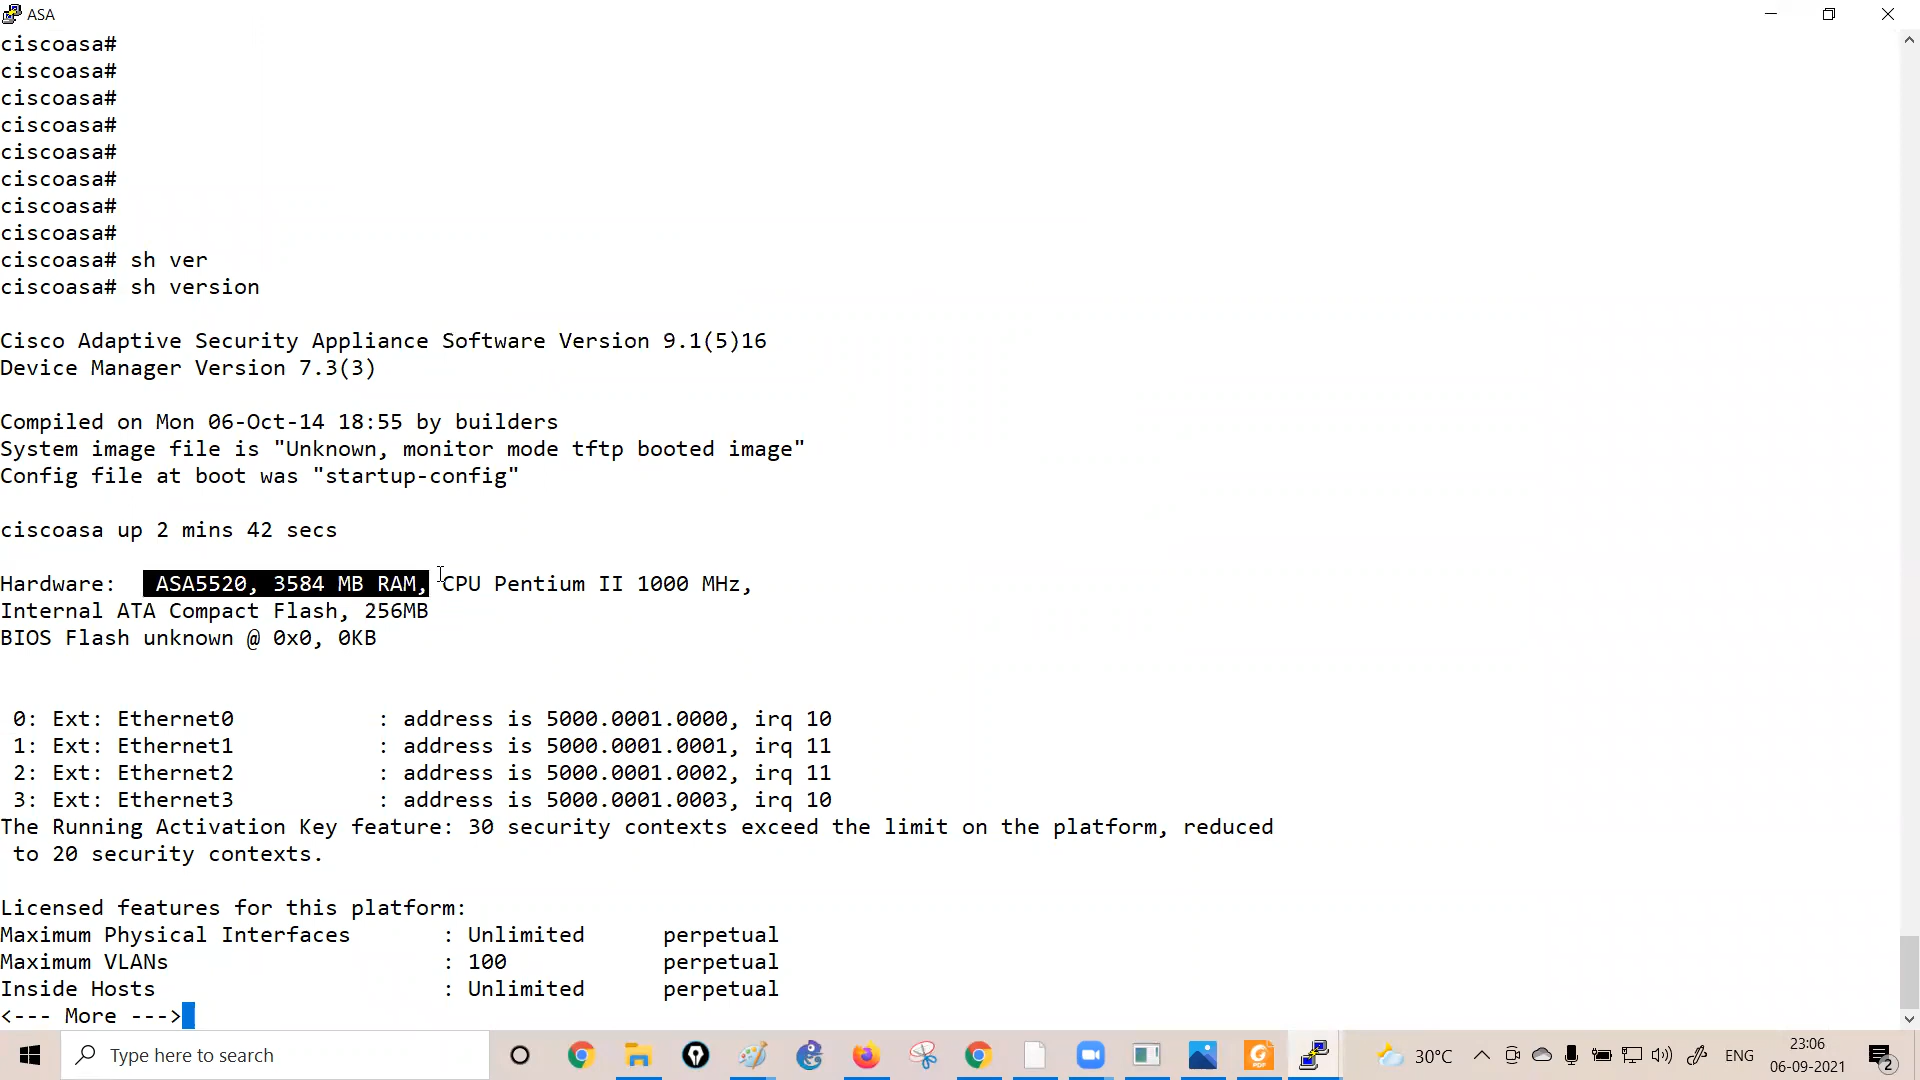 ASA
ciscoasa#
ciscoasa#
ciscoasa#
ciscoasa#
ciscoasa#
ciscoasa#
ciscoasa#
ciscoasa#
ciscoasa# sh ver
ciscoasa# sh version
Cisco Adaptive Security Appliance Software Version 9.1(5)16
Device Manager Version 7.3(3)
Compiled on Mon 06-Oct-14 18:55 by builders
System image file is "Unknown, monitor mode tftp booted image"
Config file at boot was "startup-config"
ciscoasa up 2 mins 42 secs
Hardware:   ASA5520, 3584 MB RAM, CPU Pentium II 1000 MHz,
Internal ATA Compact Flash, 256MB
BIOS Flash unknown @ 0x0, 0KB
0: Ext: Ethernet0           : address is 5000.0001.0000, irq 10
1: Ext: Ethernet1           : address is 5000.0001.0001, irq 11
2: Ext: Ethernet2           : address is 5000.0001.0002, irq 11
3: Ext: Ethernet3           : address is 5000.0001.0003, irq 10
The Running Activation Key feature: 30 security contexts exceed the limit on the platform, reduced
to 20 security contexts.
Licensed features for this platform:
Maximum Physical Interfaces       : Unlimited      perpetual
Maximum VLANs                     : 100            perpetual
Inside Hosts                      : Unlimited      perpetual
<--- More --->
Type here to search
30°C
ENG
23:06
06-09-2021
2